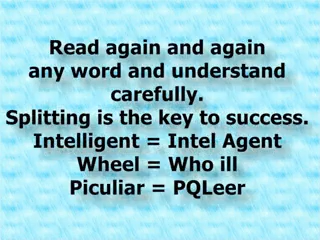 Read again and again
any word and understand
carefully.
Splitting is the key to success.
Intelligent = Intel Agent
Wheel = Who ill
Piculiar = PQLeer